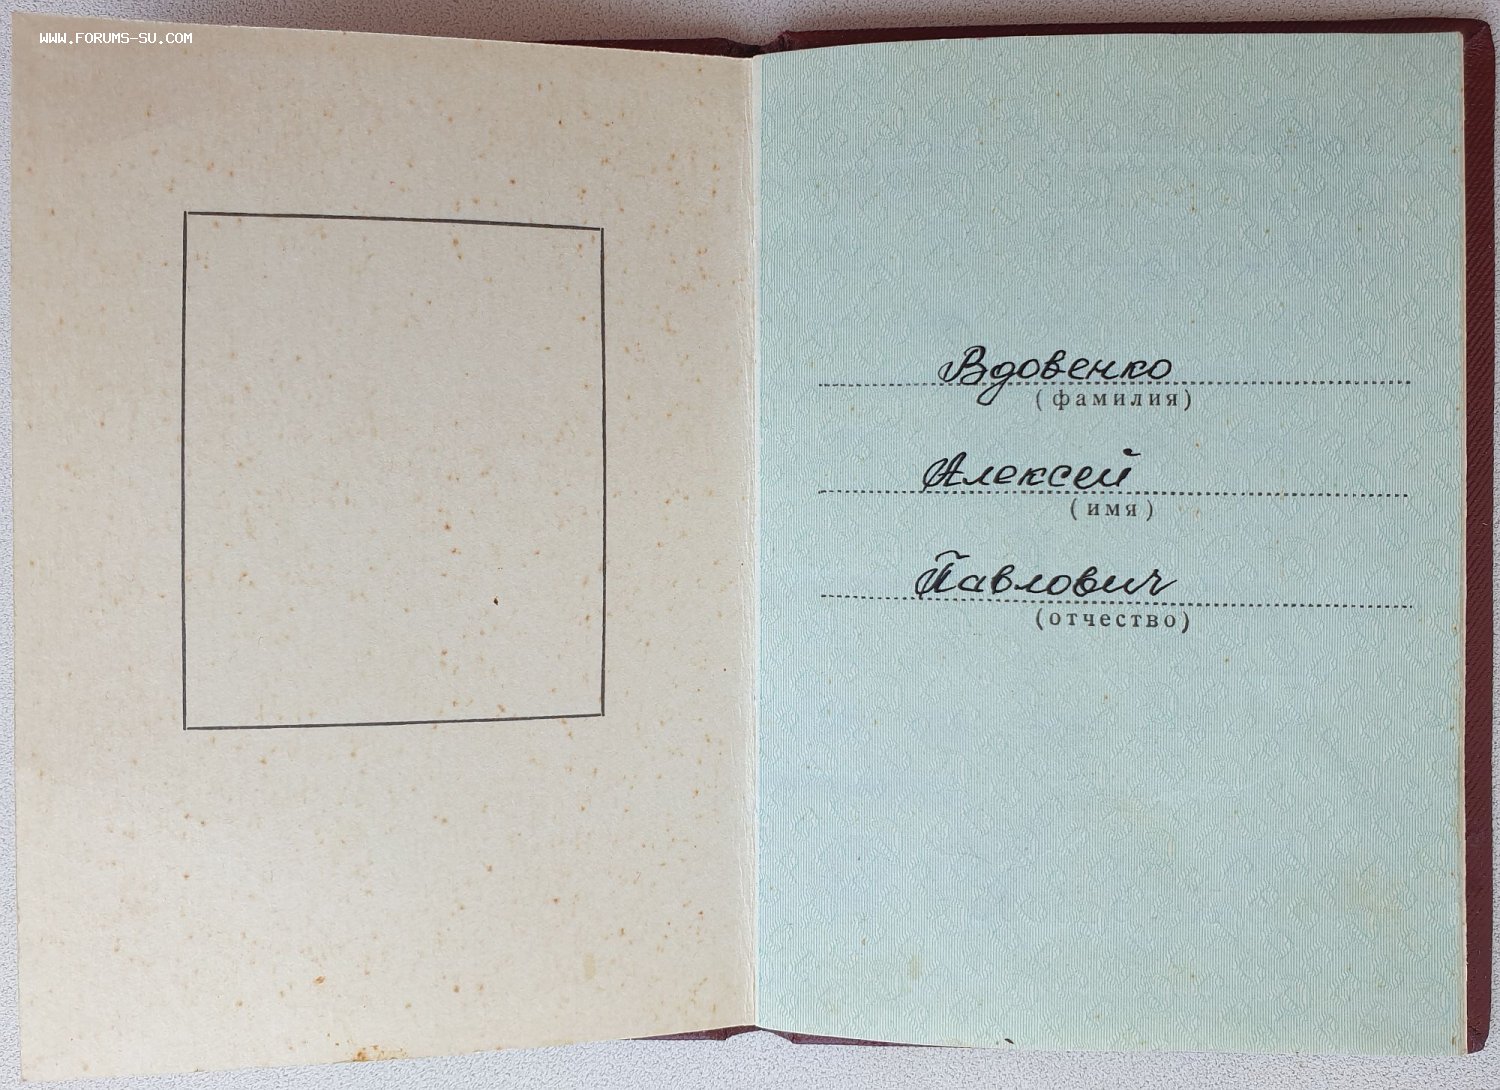 WWW.FORUMS-SU.COM
Вдовенко
(фамилия)
Алексей
(имя)
Павлович
(отчество)